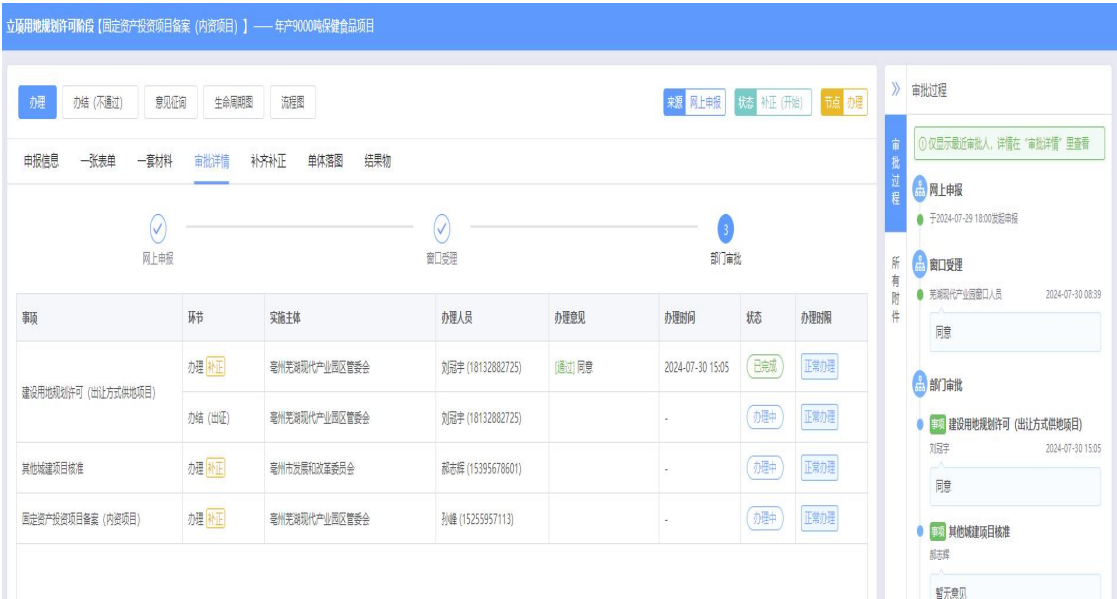 立项用地规划许可阶段【固定资产投资项目备案（内资项目）】—— 年产9000吨保健食品项目
办理 办结（不通过） 意见征询 生命周期图 流程图 来源 网上申报 状态 补正（开始） 节点 办理
申报信息 一张表单 一套材料 审批详情 补齐补正 单体落图 结果物
3
网上申报 窗口受理 部门审批
事项 环节 实施主体 办理人员 办理意见 办理时间 状态 办理时限
建设用地规划许可（出让方式供地项目）
办理 补正 亳州芜湖现代产业园区管委会 刘冠宇 (18132882725) [通过] 同意 2024-07-30 15:05 已完成 正常办理
办结（出证） 亳州芜湖现代产业园区管委会 刘冠宇 (18132882725) - 办理中 正常办理
其他城建项目核准 办理 补正 亳州市发展和改革委员会 郝志辉 (15395678601) - 办理中 正常办理
固定资产投资项目备案（内资项目） 办理 补正 亳州芜湖现代产业园区管委会 孙峰 (15255957113) - 办理中 正常办理
审批过程
所有附件
审批过程
仅显示最近审批人，详情在“审批详情”里查看
网上申报
于2024-07-29 18:00发起申报
窗口受理
芜湖现代产业园窗口人员 2024-07-30 08:39
同意
部门审批
事项 建设用地规划许可（出让方式供地项目)
刘冠宇 2024-07-30 15:05
同意
事项 其他城建项目核准
郝志辉
暂无意见